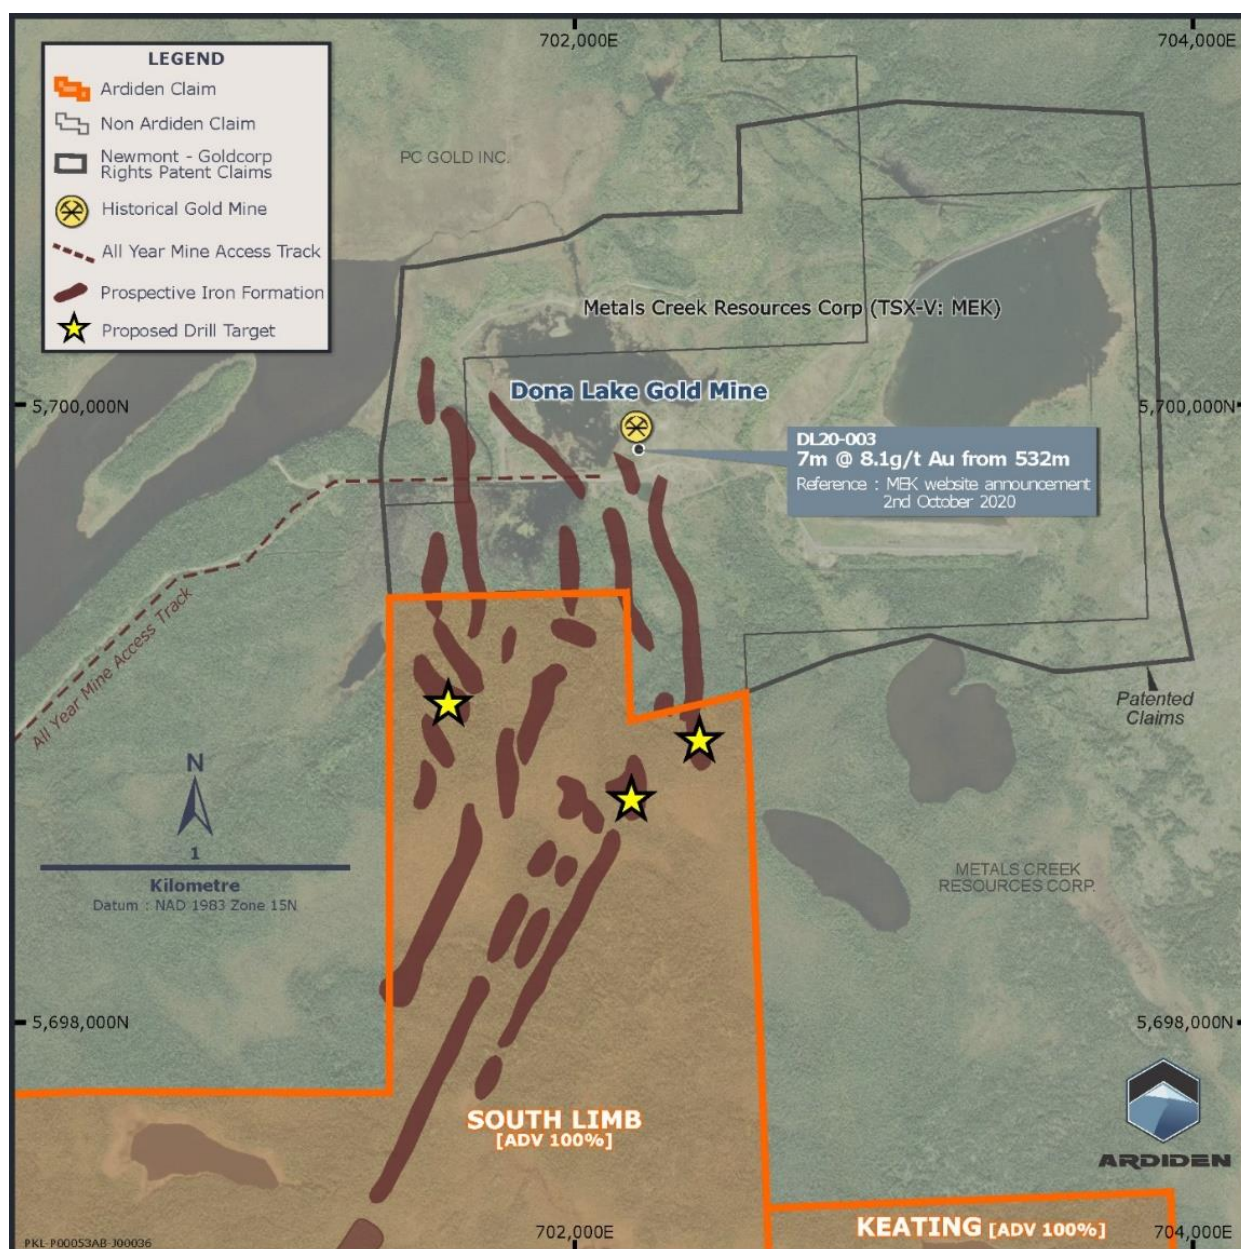 702,000E
704,000E
LEGEND
Ardiden Claim
Non Ardiden Claim
Newmont - Goldcorp
Rights Patent Claims
Historical Gold Mine
All Year Mine Access Track
Prospective Iron Formation
Proposed Drill Target
PC GOLD INC.
Metals Creek Resources Corp (TSX-V: MEK)
Dona Lake Gold Mine
5,700,000N
5,700,000N
DL20-003
7m @ 8.1g/t Au from 532m
Reference : MEK website announcement
2nd October 2020
All Year Mine Access Track
Patented
Claims
N
1
Kilometre
Datum : NAD 1983 Zone 15N
METALS CREEK
RESOURCES CORP.
5,698,000N
5,698,000N
SOUTH LIMB
[ADV 100%]
ARDIDEN
KEATING [ADV 100%]
PKL-P00053AB-J00036
702,000E
704,000E